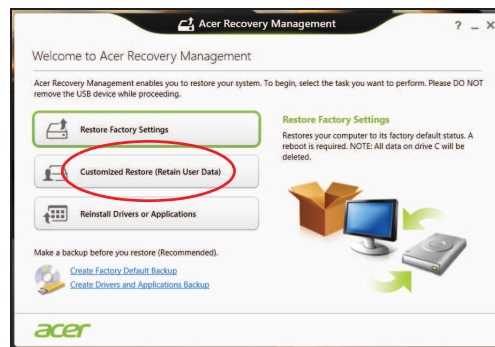 Acer Recovery Management
? _ X
Welcome to Acer Recovery Management
Acer Recovery Management enables you to restore your system. To begin, select the task you want to perform. Please DO NOT
remove the USB device while proceeding.
Restore Factory Settings
Customized Restore (Retain User Data)
Reinstall Drivers or Applications
Restore Factory Settings
Restores your computer to its factory default status. A
reboot is required. NOTE: All data on drive C will be
deleted.
Make a backup before you restore (Recommended).
Create Factory Default Backup
Create Drivers and Applications Backup
acer